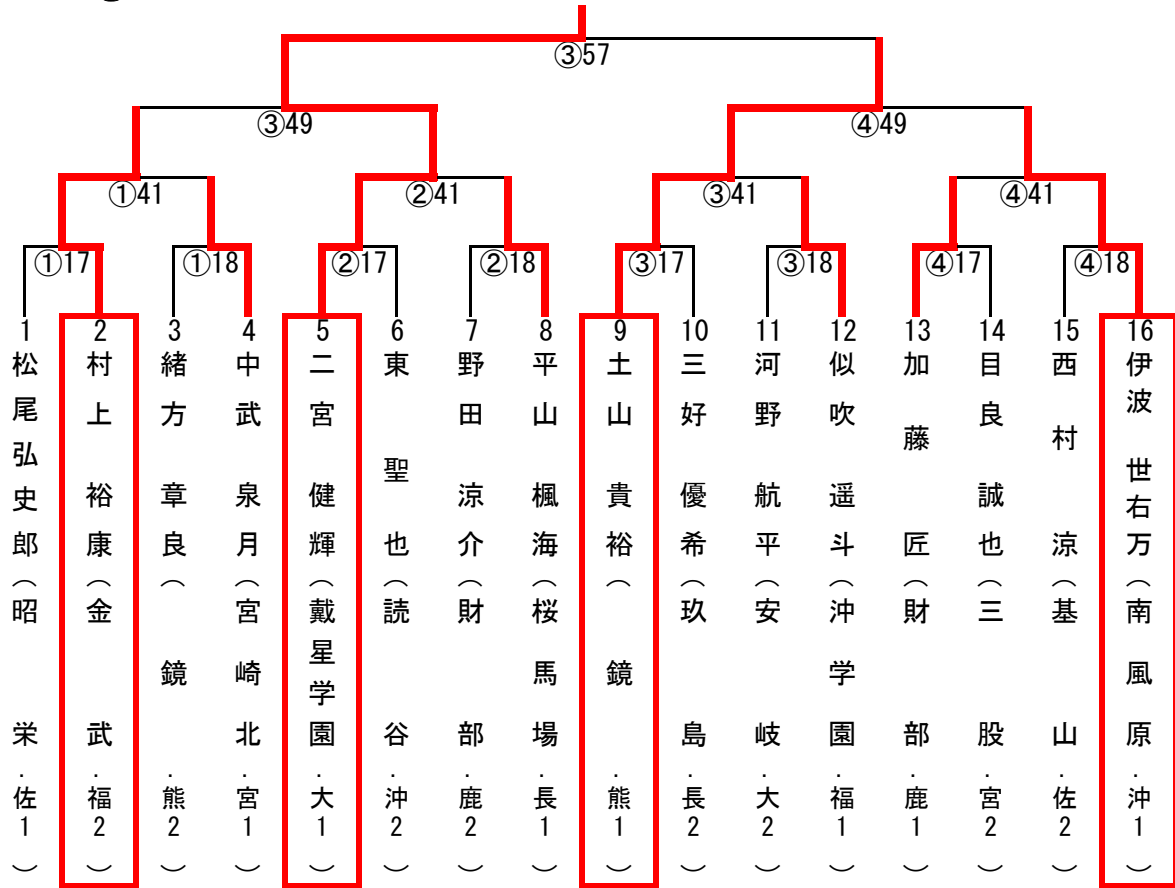 ③57
③49
④49
①41
②41
③41
④41
①17
①18
②17
②18
③17
③18
④17
④18
1 松尾弘史郎(昭 栄.佐1)
2 村上 裕康(金 武.福2)
3 緒方 章良( 鏡 .熊2)
4 中武 泉月(宮崎北.宮1)
5 二宮 健輝(戴星学園.大1)
6 東 聖也(読 谷.沖2)
7 野田 涼介(財 部.鹿2)
8 平山 楓海(桜馬場.長1)
9 土山 貴裕( 鏡 .熊1)
10 三好 優希(玖 島.長2)
11 河野 航平(安 岐.大2)
12 似吹 遥斗(沖学園.福1)
13 加藤 匠(財 部.鹿1)
14 目良 誠也(三 股.宮2)
15 西村 涼(基 山.佐2)
16 伊波 世右万(南風原.沖1)